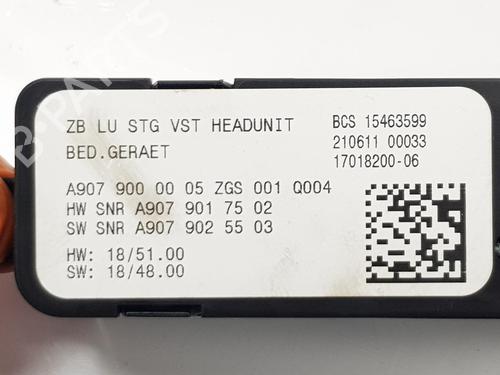 ZB LU STG VST HEADUNIT
BED.GERAET
BCS 15463599
210611 00033
17018200-06
A907 900 00 05 ZGS 001 Q004
HW SNR A907 901 75 02
SW SNR A907 902 55 03
HW: 18/51.00
SW: 18/48.00
B-PARTS